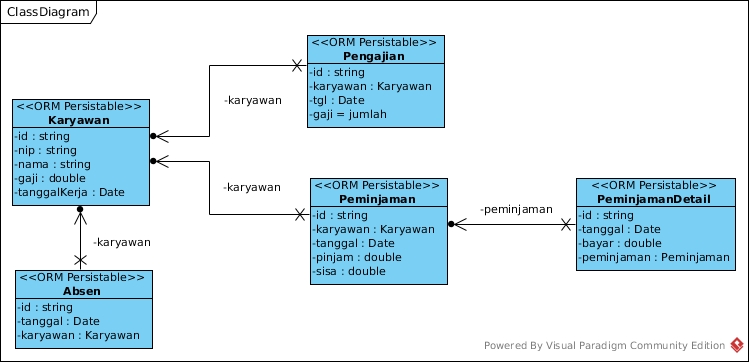 ClassDiagram
<<ORM Persistable>>
Pengajian
-id : string
-karyawan : Karyawan
-tgl : Date
-gaji = jumlah
-karyawan
<<ORM Persistable>>
Karyawan
-id : string
-nip : string
-nama : string
-gaji : double
-tanggalKerja : Date
-karyawan
<<ORM Persistable>>
Peminjaman
-id : string
-karyawan : Karyawan
-tanggal : Date
-pinjam : double
-sisa : double
-peminjaman
<<ORM Persistable>>
PeminjamanDetail
-id : string
-tanggal : Date
-bayar : double
-peminjaman : Peminjaman
-karyawan
<<ORM Persistable>>
Absen
-id : string
-tanggal : Date
-karyawan : Karyawan
Powered By Visual Paradigm Community Edition